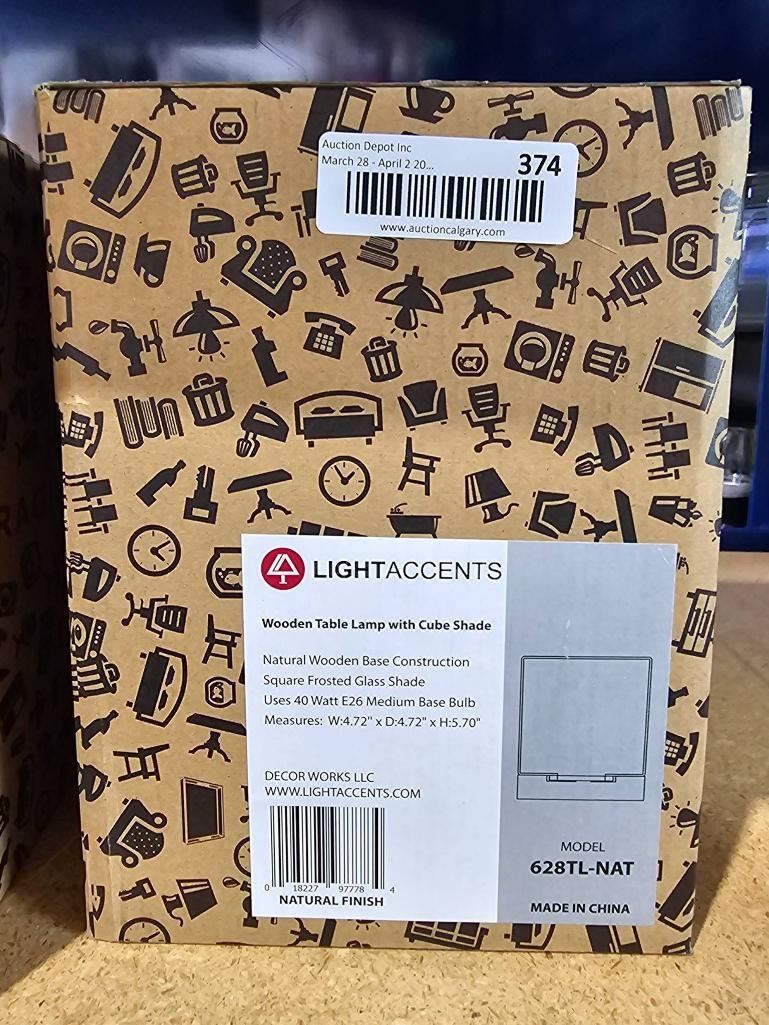 Auction Depot Inc
March 28 - April 2 20...
374
www.auctioncalgary.com
LIGHTACCENTS
Wooden Table Lamp with Cube Shade
Natural Wooden Base Construction
Square Frosted Glass Shade
Uses 40 Watt E26 Medium Base Bulb
Measures: W:4.72" x D:4.72" x H:5.70"
DECOR WORKS LLC
WWW.LIGHTACCENTS.COM
0 18227 97778 4
NATURAL FINISH
MODEL
628TL-NAT
MADE IN CHINA